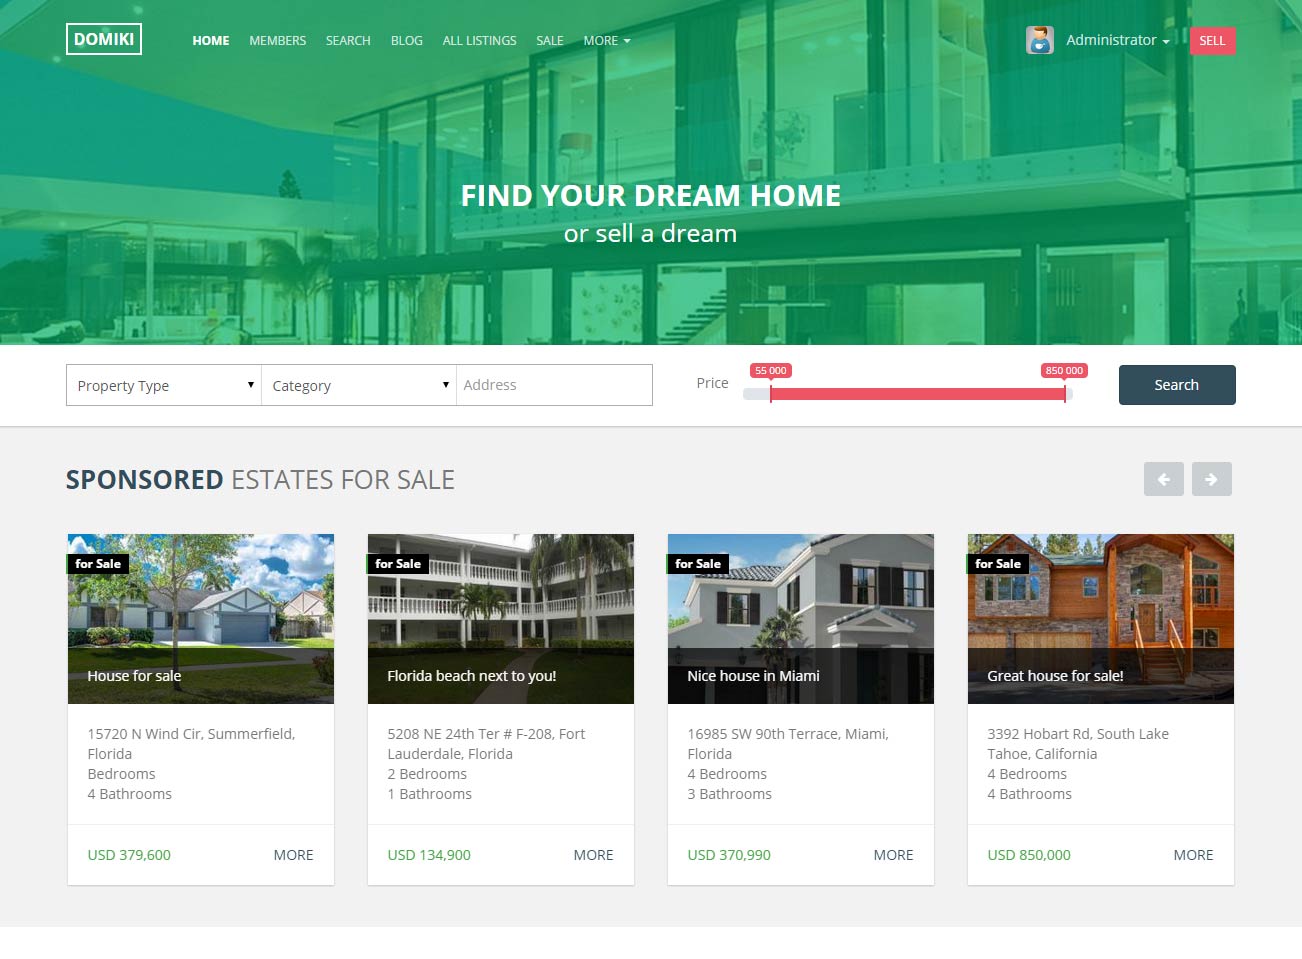 DOMIKI
HOME MEMBERS SEARCH BLOG ALL LISTINGS SALE MORE
Administrator
SELL
FIND YOUR DREAM HOME
or sell a dream
Property Type
Category
Address
Price
55 000
850 000
Search
SPONSORED ESTATES FOR SALE
for Sale
House for sale
15720 N Wind Cir, Summerfield,
Florida
Bedrooms
4 Bathrooms
USD 379,600
MORE
for Sale
Florida beach next to you!
5208 NE 24th Ter # F-208, Fort
Lauderdale, Florida
2 Bedrooms
1 Bathrooms
USD 134,900
MORE
for Sale
Nice house in Miami
16985 SW 90th Terrace, Miami,
Florida
4 Bedrooms
3 Bathrooms
USD 370,990
MORE
for Sale
Great house for sale!
3392 Hobart Rd, South Lake
Tahoe, California
4 Bedrooms
4 Bathrooms
USD 850,000
MORE